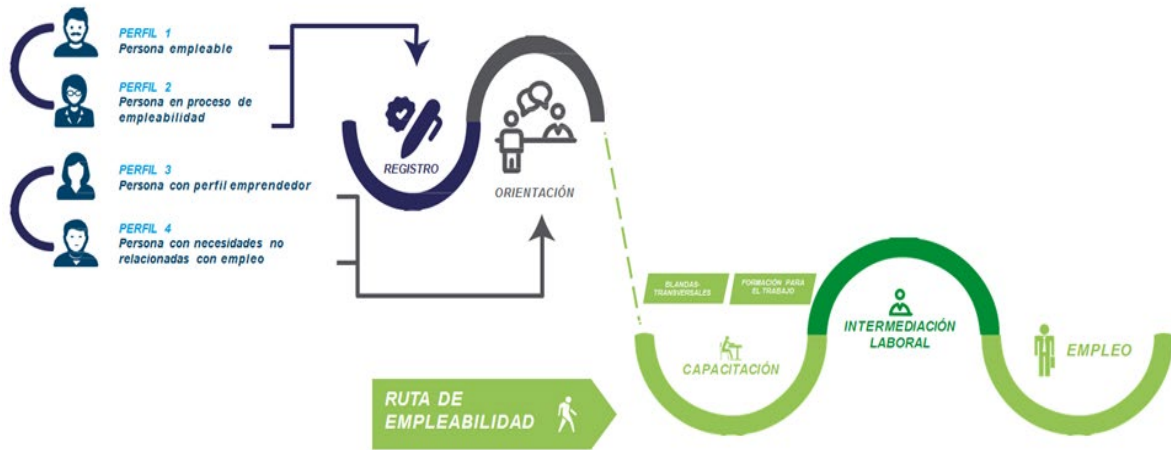 PERFIL 1
Persona empleable
PERFIL 2
Persona en proceso de
empleabilidad
PERFIL 3
Persona con perfil emprendedor
PERFIL 4
Persona con necesidades no
relacionadas con empleo
REGISTRO
ORIENTACIÓN
BLANDAS-
TRANSVERSALES
FORMACIÓN PARA
EL TRABAJO
CAPACITACIÓN
INTERMEDIACIÓN
LABORAL
EMPLEO
RUTA DE
EMPLEABILIDAD